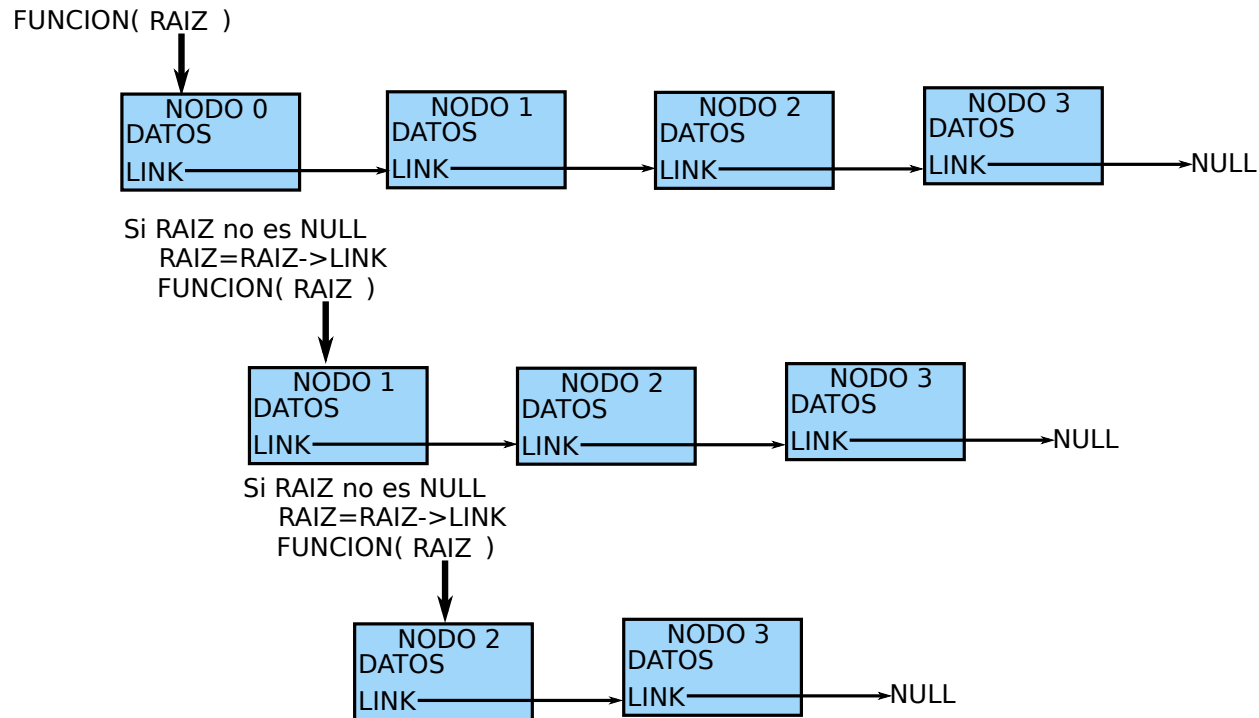 FUNCION( RAIZ )
NODO 0
DATOS
LINK
NODO 1
DATOS
LINK
NODO 2
DATOS
LINK
NODO 3
DATOS
LINK
NULL
Si RAIZ no es NULL
RAIZ=RAIZ->LINK
FUNCION( RAIZ )
NODO 1
DATOS
LINK
NODO 2
DATOS
LINK
NODO 3
DATOS
LINK
NULL
Si RAIZ no es NULL
RAIZ=RAIZ->LINK
FUNCION( RAIZ )
NODO 2
DATOS
LINK
NODO 3
DATOS
LINK
NULL